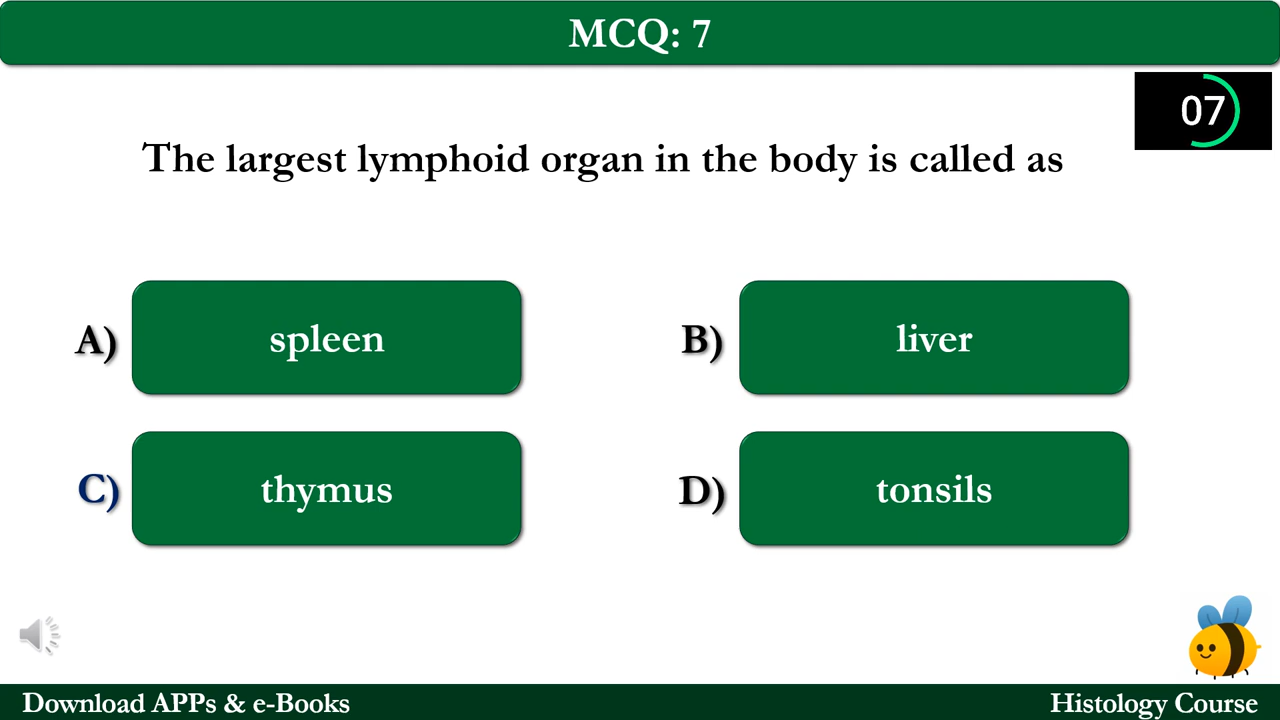 MCQ: 7
07
The largest lymphoid organ in the body is called as
A) spleen
B) liver
C) thymus
D) tonsils
Download APPs & e-Books
Histology Course